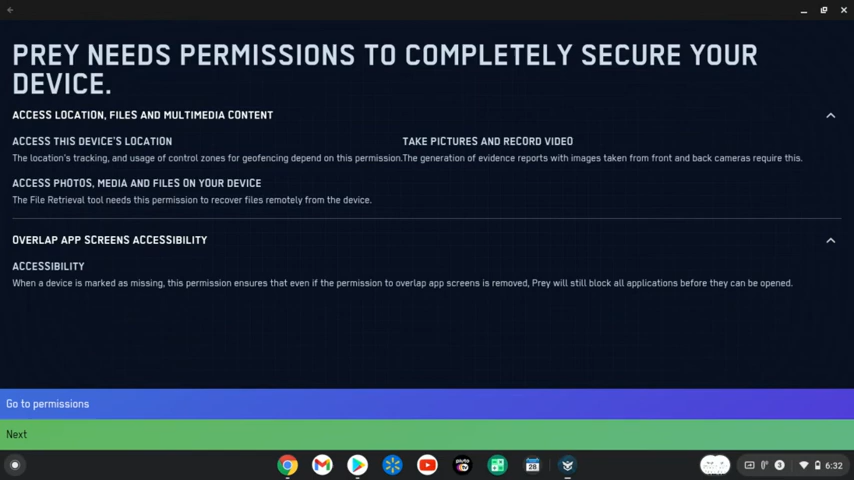 PREY NEEDS PERMISSIONS TO COMPLETELY SECURE YOUR
DEVICE.
ACCESS LOCATION, FILES AND MULTIMEDIA CONTENT
ACCESS THIS DEVICE'S LOCATION
The location's tracking, and usage of control zones for geofencing depend on this permission.
TAKE PICTURES AND RECORD VIDEO
The generation of evidence reports with images taken from front and back cameras require this.
ACCESS PHOTOS, MEDIA AND FILES ON YOUR DEVICE
The File Retrieval tool needs this permission to recover files remotely from the device.
OVERLAP APP SCREENS ACCESSIBILITY
ACCESSIBILITY
When a device is marked as missing, this permission ensures that even if the permission to overlap app screens is removed, Prey will still block all applications before they can be opened.
Go to permissions
Next
pluto tv
28
3
6:32